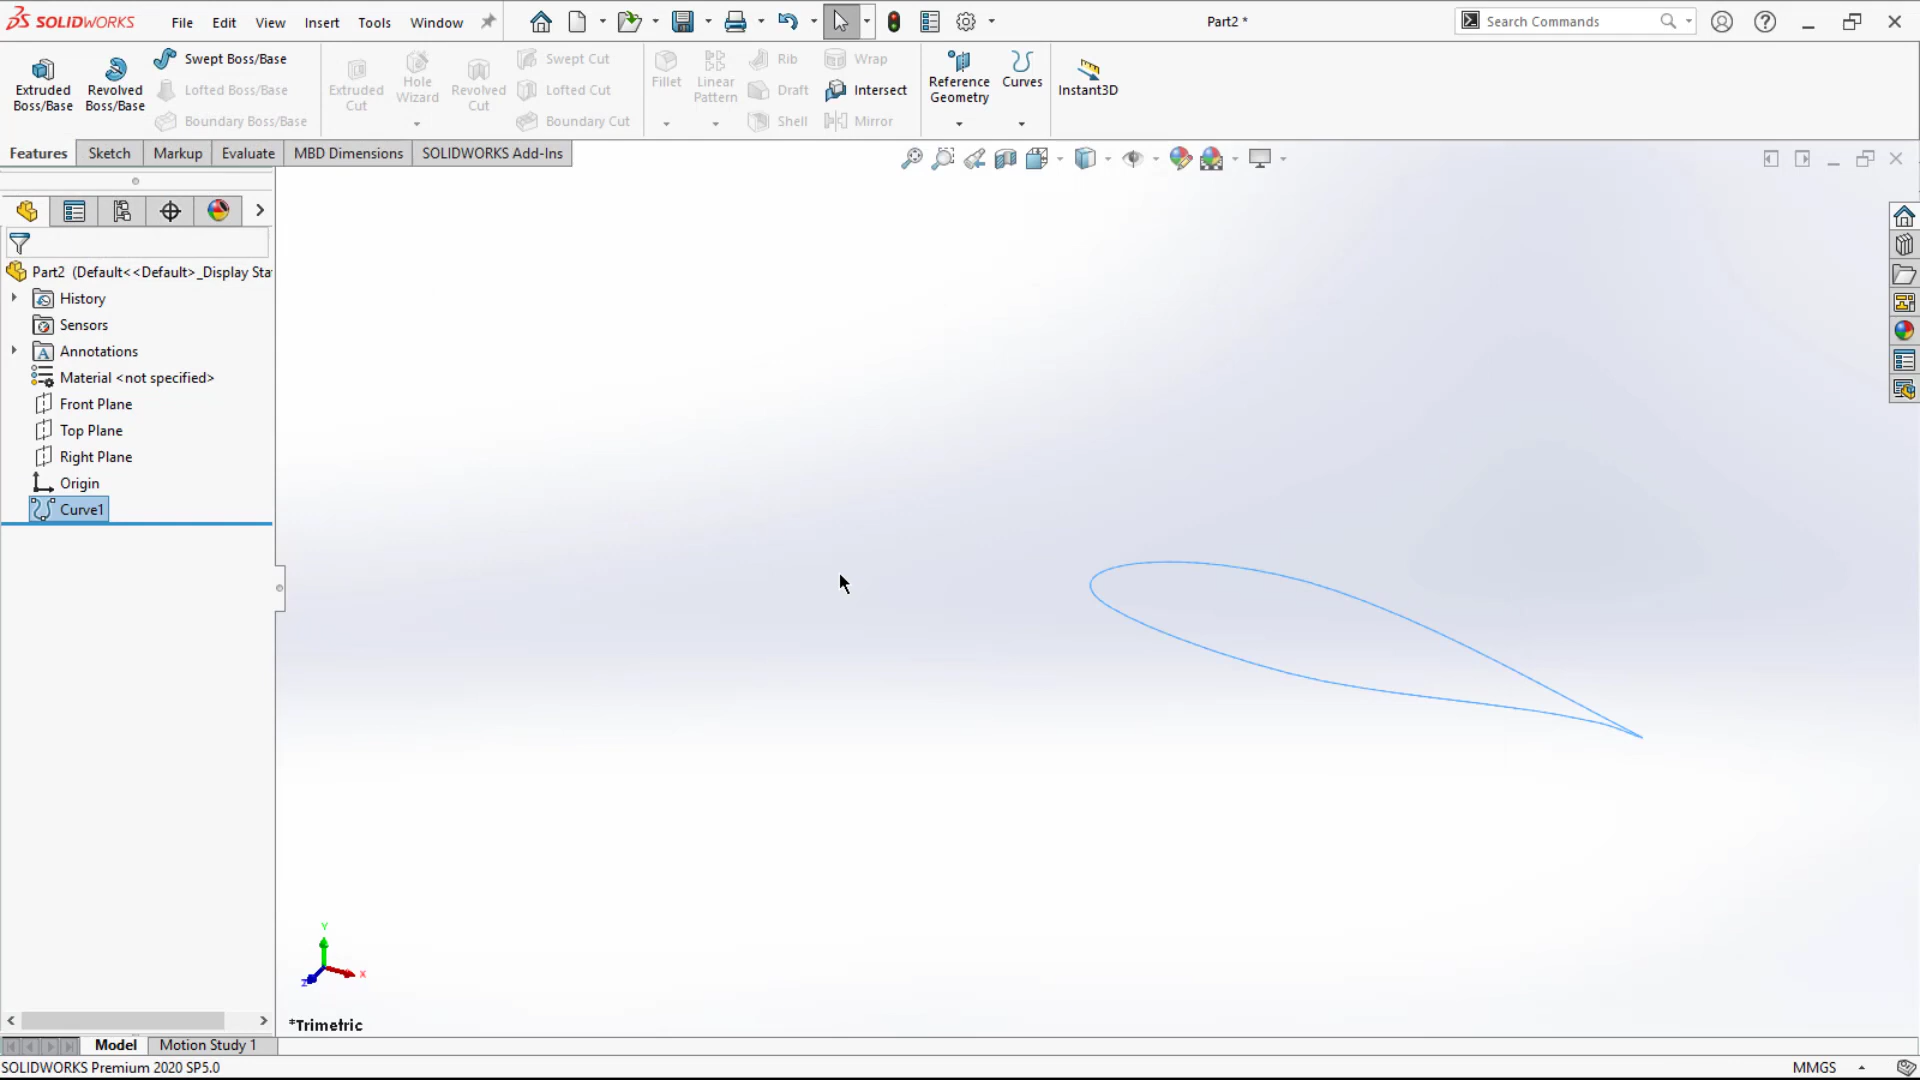 SOLIDWORKS File Edit View Insert Tools Window Part2 * Search Commands
Extruded Boss/Base
Revolved Boss/Base
Swept Boss/Base
Lofted Boss/Base
Boundary Boss/Base
Extruded Cut
Hole Wizard
Revolved Cut
Swept Cut
Lofted Cut
Boundary Cut
Fillet
Linear Pattern
Rib
Draft
Shell
Wrap
Intersect
Mirror
Reference Geometry
Curves
Instant3D
Features Sketch Markup Evaluate MBD Dimensions SOLIDWORKS Add-Ins
Part2 (Default<<Default>_Display Sta
History
Sensors
A Annotations
Material <not specified>
Front Plane
Top Plane
Right Plane
Origin
Curve1
Y
X
Z
*Trimetric
Model Motion Study 1
SOLIDWORKS Premium 2020 SP5.0 MMGS